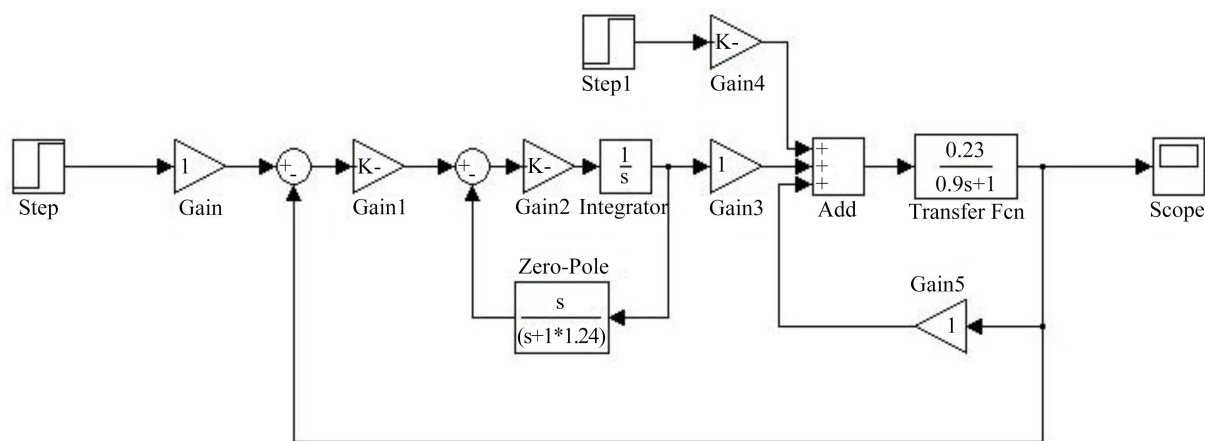 K-
Step1
Gain4
1
K-
K-
1
s
1
+
+
+
0.23
0.9s+1
+
-
+
-
Step
Gain
Gain1
Gain2
Integrator
Gain3
Add
Transfer Fcn
Scope
Zero-Pole
s
(s+1*1.24)
Gain5
1